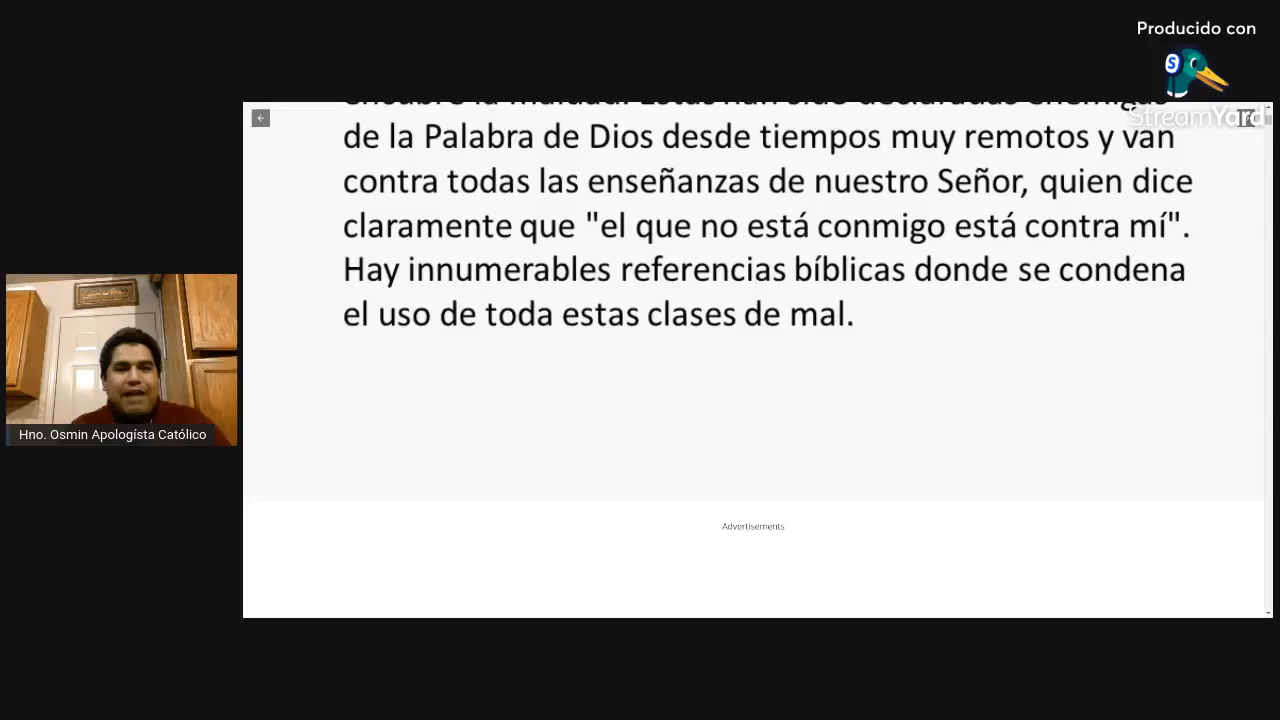 Producido con
StreamYard
de la Palabra de Dios desde tiempos muy remotos y van
contra todas las enseñanzas de nuestro Señor, quien dice
claramente que "el que no está conmigo está contra mí".
Hay innumerables referencias bíblicas donde se condena
el uso de toda estas clases de mal.
Hno. Osmin Apologísta Católico
Advertisements